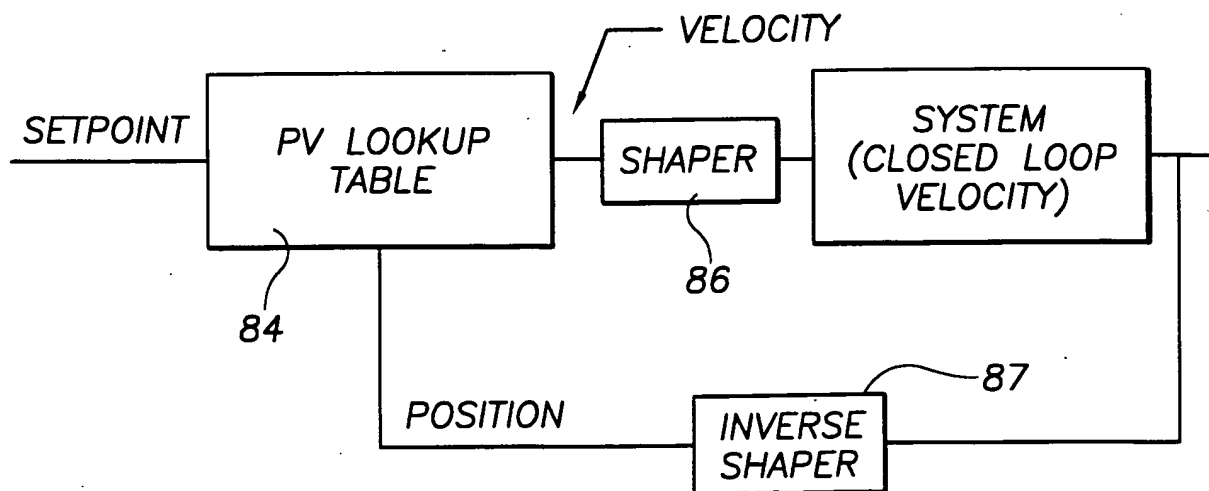 VELOCITY
SETPOINT
PV LOOKUP
TABLE
SHAPER
SYSTEM
(CLOSED LOOP
VELOCITY)
84
86
87
POSITION
INVERSE
SHAPER